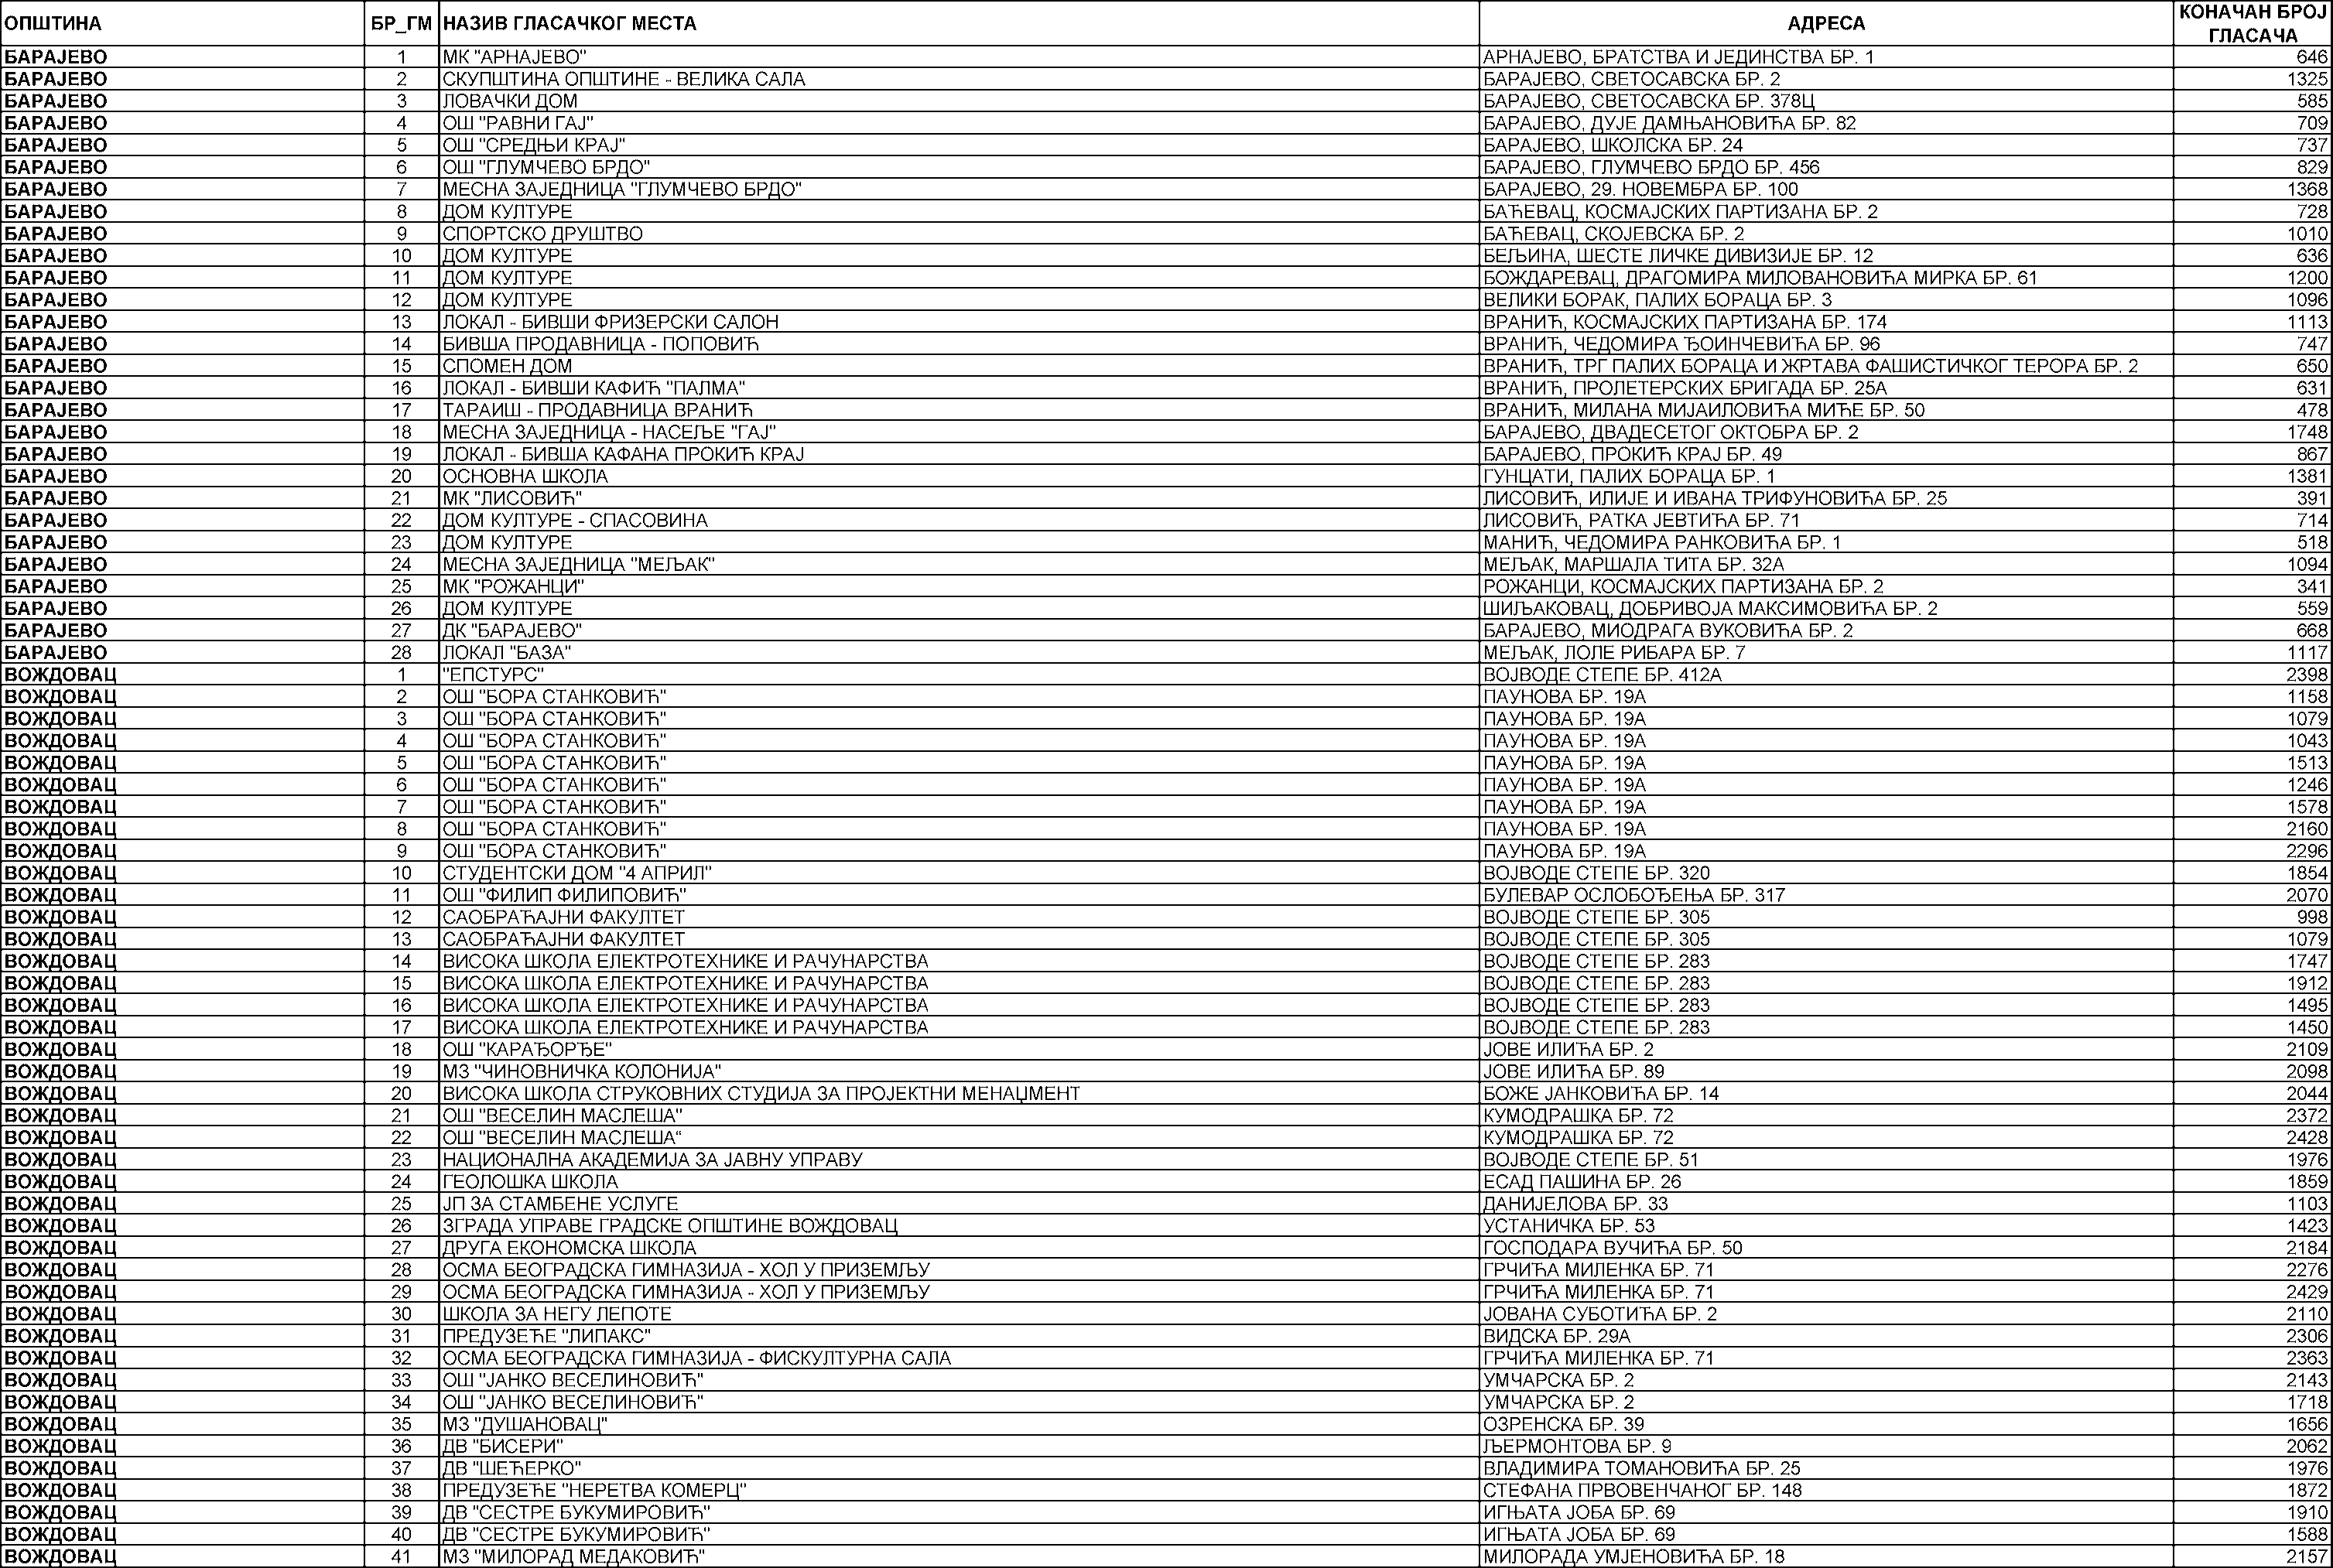 ОПШТИНА БР_ГМ НАЗИВ ГЛАСАЧКОГ МЕСТА АДРЕСА КОНАЧАН БРОЈ ГЛАСАЧА
БАРАЈЕВО 1 МК "АРНАЈЕВО" АРНАЈЕВО, БРАТСТВА И ЈЕДИНСТВА БР. 1 646
БАРАЈЕВО 2 СКУПШТИНА ОПШТИНЕ - ВЕЛИКА САЛА БАРАЈЕВО, СВЕТОСАВСКА БР. 2 1325
БАРАЈЕВО 3 ЛОВАЧКИ ДОМ БАРАЈЕВО, СВЕТОСАВСКА БР. 378Ц 585
БАРАЈЕВО 4 ОШ "РАВНИ ГАЈ" БАРАЈЕВО, ДУЈЕ ДАМЊАНОВИЋА БР. 82 709
БАРАЈЕВО 5 ОШ "СРЕДЊИ КРАЈ" БАРАЈЕВО, ШКОЛСКА БР. 24 737
БАРАЈЕВО 6 ОШ "ГЛУМЧЕВО БРДО" БАРАЈЕВО, ГЛУМЧЕВО БРДО БР. 456 829
БАРАЈЕВО 7 МЕСНА ЗАЈЕДНИЦА "ГЛУМЧЕВО БРДО" БАРАЈЕВО, 29. НОВЕМБРА БР. 100 1368
БАРАЈЕВО 8 ДОМ КУЛТУРЕ БАЋЕВАЦ, КОСМАЈСКИХ ПАРТИЗАНА БР. 2 728
БАРАЈЕВО 9 СПОРТСКО ДРУШТВО БАЋЕВАЦ, СКОЈЕВСКА БР. 2 1010
БАРАЈЕВО 10 ДОМ КУЛТУРЕ БЕЉИНА, ШЕСТЕ ЛИЧКЕ ДИВИЗИЈЕ БР. 12 636
БАРАЈЕВО 11 ДОМ КУЛТУРЕ БОЖДАРЕВАЦ, ДРАГОМИРА МИЛОВАНОВИЋА МИРКА БР. 61 1200
БАРАЈЕВО 12 ДОМ КУЛТУРЕ ВЕЛИКИ БОРАК, ПАЛИХ БОРАЦА БР. 3 1096
БАРАЈЕВО 13 ЛОКАЛ - БИВШИ ФРИЗЕРСКИ САЛОН ВРАНИЋ, КОСМАЈСКИХ ПАРТИЗАНА БР. 174 1113
БАРАЈЕВО 14 БИВША ПРОДАВНИЦА - ПОПОВИЋ ВРАНИЋ, ЧЕДОМИРА ЂОИНЧЕВИЋА БР. 96 747
БАРАЈЕВО 15 СПОМЕН ДОМ ВРАНИЋ, ТРГ ПАЛИХ БОРАЦА И ЖРТАВА ФАШИСТИЧКОГ ТЕРОРА БР. 2 650
БАРАЈЕВО 16 ЛОКАЛ - БИВШИ КАФИЋ "ПАЛМА" ВРАНИЋ, ПРОЛЕТЕРСКИХ БРИГАДА БР. 25А 631
БАРАЈЕВО 17 ТАРАИШ - ПРОДАВНИЦА ВРАНИЋ ВРАНИЋ, МИЛАНА МИЈАИЛОВИЋА МИЋЕ БР. 50 478
БАРАЈЕВО 18 МЕСНА ЗАЈЕДНИЦА - НАСЕЉЕ "ГАЈ" БАРАЈЕВО, ДВАДЕСЕТОГ ОКТОБРА БР. 2 1748
БАРАЈЕВО 19 ЛОКАЛ - БИВША КАФАНА ПРОКИЋ КРАЈ БАРАЈЕВО, ПРОКИЋ КРАЈ БР. 49 867
БАРАЈЕВО 20 ОСНОВНА ШКОЛА ГУНЦАТИ, ПАЛИХ БОРАЦА БР. 1 1381
БАРАЈЕВО 21 МК "ЛИСОВИЋ" ЛИСОВИЋ, ИЛИЈЕ И ИВАНА ТРИФУНОВИЋА БР. 25 391
БАРАЈЕВО 22 ДОМ КУЛТУРЕ - СПАСОВИНА ЛИСОВИЋ, РАТКА ЈЕВТИЋА БР. 71 714
БАРАЈЕВО 23 ДОМ КУЛТУРЕ МАНИЋ, ЧЕДОМИРА РАНКОВИЋА БР. 1 518
БАРАЈЕВО 24 МЕСНА ЗАЈЕДНИЦА "МЕЉАК" МЕЉАК, МАРШАЛА ТИТА БР. 32А 1094
БАРАЈЕВО 25 МК "РОЖАНЦИ" РОЖАНЦИ, КОСМАЈСКИХ ПАРТИЗАНА БР. 2 341
БАРАЈЕВО 26 ДОМ КУЛТУРЕ ШИЉАКОВАЦ, ДОБРИВОЈА МАКСИМОВИЋА БР. 2 559
БАРАЈЕВО 27 ДК "БАРАЈЕВО" БАРАЈЕВО, МИОДРАГА ВУКОВИЋА БР. 2 668
БАРАЈЕВО 28 ЛОКАЛ "БАЗА" МЕЉАК, ЛОЛЕ РИБАРА БР. 7 1117
ВОЖДОВАЦ 1 "ЕПСТУРС" ВОЈВОДЕ СТЕПЕ БР. 412А 2398
ВОЖДОВАЦ 2 ОШ "БОРА СТАНКОВИЋ" ПАУНОВА БР. 19А 1158
ВОЖДОВАЦ 3 ОШ "БОРА СТАНКОВИЋ" ПАУНОВА БР. 19А 1079
ВОЖДОВАЦ 4 ОШ "БОРА СТАНКОВИЋ" ПАУНОВА БР. 19А 1043
ВОЖДОВАЦ 5 ОШ "БОРА СТАНКОВИЋ" ПАУНОВА БР. 19А 1513
ВОЖДОВАЦ 6 ОШ "БОРА СТАНКОВИЋ" ПАУНОВА БР. 19А 1246
ВОЖДОВАЦ 7 ОШ "БОРА СТАНКОВИЋ" ПАУНОВА БР. 19А 1578
ВОЖДОВАЦ 8 ОШ "БОРА СТАНКОВИЋ" ПАУНОВА БР. 19А 2160
ВОЖДОВАЦ 9 ОШ "БОРА СТАНКОВИЋ" ПАУНОВА БР. 19А 2296
ВОЖДОВАЦ 10 СТУДЕНТСКИ ДОМ "4 АПРИЛ" ВОЈВОДЕ СТЕПЕ БР. 320 1854
ВОЖДОВАЦ 11 ОШ "ФИЛИП ФИЛИПОВИЋ" БУЛЕВАР ОСЛОБОЂЕЊА БР. 317 2070
ВОЖДОВАЦ 12 САОБРАЋАЈНИ ФАКУЛТЕТ ВОЈВОДЕ СТЕПЕ БР. 305 998
ВОЖДОВАЦ 13 САОБРАЋАЈНИ ФАКУЛТЕТ ВОЈВОДЕ СТЕПЕ БР. 305 1079
ВОЖДОВАЦ 14 ВИСОКА ШКОЛА ЕЛЕКТРОТЕХНИКЕ И РАЧУНАРСТВА ВОЈВОДЕ СТЕПЕ БР. 283 1747
ВОЖДОВАЦ 15 ВИСОКА ШКОЛА ЕЛЕКТРОТЕХНИКЕ И РАЧУНАРСТВА ВОЈВОДЕ СТЕПЕ БР. 283 1912
ВОЖДОВАЦ 16 ВИСОКА ШКОЛА ЕЛЕКТРОТЕХНИКЕ И РАЧУНАРСТВА ВОЈВОДЕ СТЕПЕ БР. 283 1495
ВОЖДОВАЦ 17 ВИСОКА ШКОЛА ЕЛЕКТРОТЕХНИКЕ И РАЧУНАРСТВА ВОЈВОДЕ СТЕПЕ БР. 283 1450
ВОЖДОВАЦ 18 ОШ "КАРАЂОРЂЕ" ЈОВЕ ИЛИЋА БР. 2 2109
ВОЖДОВАЦ 19 МЗ "ЧИНОВНИЧКА КОЛОНИЈА" ЈОВЕ ИЛИЋА БР. 89 2098
ВОЖДОВАЦ 20 ВИСОКА ШКОЛА СТРУКОВНИХ СТУДИЈА ЗА ПРОЈЕКТНИ МЕНАЏМЕНТ БОЖЕ ЈАНКОВИЋА БР. 14 2044
ВОЖДОВАЦ 21 ОШ "ВЕСЕЛИН МАСЛЕША" КУМОДРАШКА БР. 72 2372
ВОЖДОВАЦ 22 ОШ "ВЕСЕЛИН МАСЛЕША“ КУМОДРАШКА БР. 72 2428
ВОЖДОВАЦ 23 НАЦИОНАЛНА АКАДЕМИЈА ЗА ЈАВНУ УПРАВУ ВОЈВОДЕ СТЕПЕ БР. 51 1976
ВОЖДОВАЦ 24 ГЕОЛОШКА ШКОЛА ЕСАД ПАШИНА БР. 26 1859
ВОЖДОВАЦ 25 ЈП ЗА СТАМБЕНЕ УСЛУГЕ ДАНИЈЕЛОВА БР. 33 1103
ВОЖДОВАЦ 26 ЗГРАДА УПРАВЕ ГРАДСКЕ ОПШТИНЕ ВОЖДОВАЦ УСТАНИЧКА БР. 53 1423
ВОЖДОВАЦ 27 ДРУГА ЕКОНОМСКА ШКОЛА ГОСПОДАРА ВУЧИЋА БР. 50 2184
ВОЖДОВАЦ 28 ОСМА БЕОГРАДСКА ГИМНАЗИЈА - ХОЛ У ПРИЗЕМЉУ ГРЧИЋА МИЛЕНКА БР. 71 2276
ВОЖДОВАЦ 29 ОСМА БЕОГРАДСКА ГИМНАЗИЈА - ХОЛ У ПРИЗЕМЉУ ГРЧИЋА МИЛЕНКА БР. 71 2429
ВОЖДОВАЦ 30 ШКОЛА ЗА НЕГУ ЛЕПОТЕ ЈОВАНА СУБОТИЋА БР. 2 2110
ВОЖДОВАЦ 31 ПРЕДУЗЕЋЕ "ЛИПАКС" ВИДСКА БР. 29А 2306
ВОЖДОВАЦ 32 ОСМА БЕОГРАДСКА ГИМНАЗИЈА - ФИСКУЛТУРНА САЛА ГРЧИЋА МИЛЕНКА БР. 71 2363
ВОЖДОВАЦ 33 ОШ "ЈАНКО ВЕСЕЛИНОВИЋ" УМЧАРСКА БР. 2 2143
ВОЖДОВАЦ 34 ОШ "ЈАНКО ВЕСЕЛИНОВИЋ" УМЧАРСКА БР. 2 1718
ВОЖДОВАЦ 35 МЗ "ДУШАНОВАЦ" ОЗРЕНСКА БР. 39 1656
ВОЖДОВАЦ 36 ДВ "БИСЕРИ" ЉЕРМОНТОВА БР. 9 2062
ВОЖДОВАЦ 37 ДВ "ШЕЋЕРКО" ВЛАДИМИРА ТОМАНОВИЋА БР. 25 1976
ВОЖДОВАЦ 38 ПРЕДУЗЕЋЕ "НЕРЕТВА КОМЕРЦ" СТЕФАНА ПРВОВЕНЧАНОГ БР. 148 1872
ВОЖДОВАЦ 39 ДВ "СЕСТРЕ БУКУМИРОВИЋ" ИГЊАТА ЈОБА БР. 69 1910
ВОЖДОВАЦ 40 ДВ "СЕСТРЕ БУКУМИРОВИЋ" ИГЊАТА ЈОБА БР. 69 1588
ВОЖДОВАЦ 41 МЗ "МИЛОРАД МЕДАКОВИЋ" МИЛОРАДА УМЈЕНОВИЋА БР. 18 2157